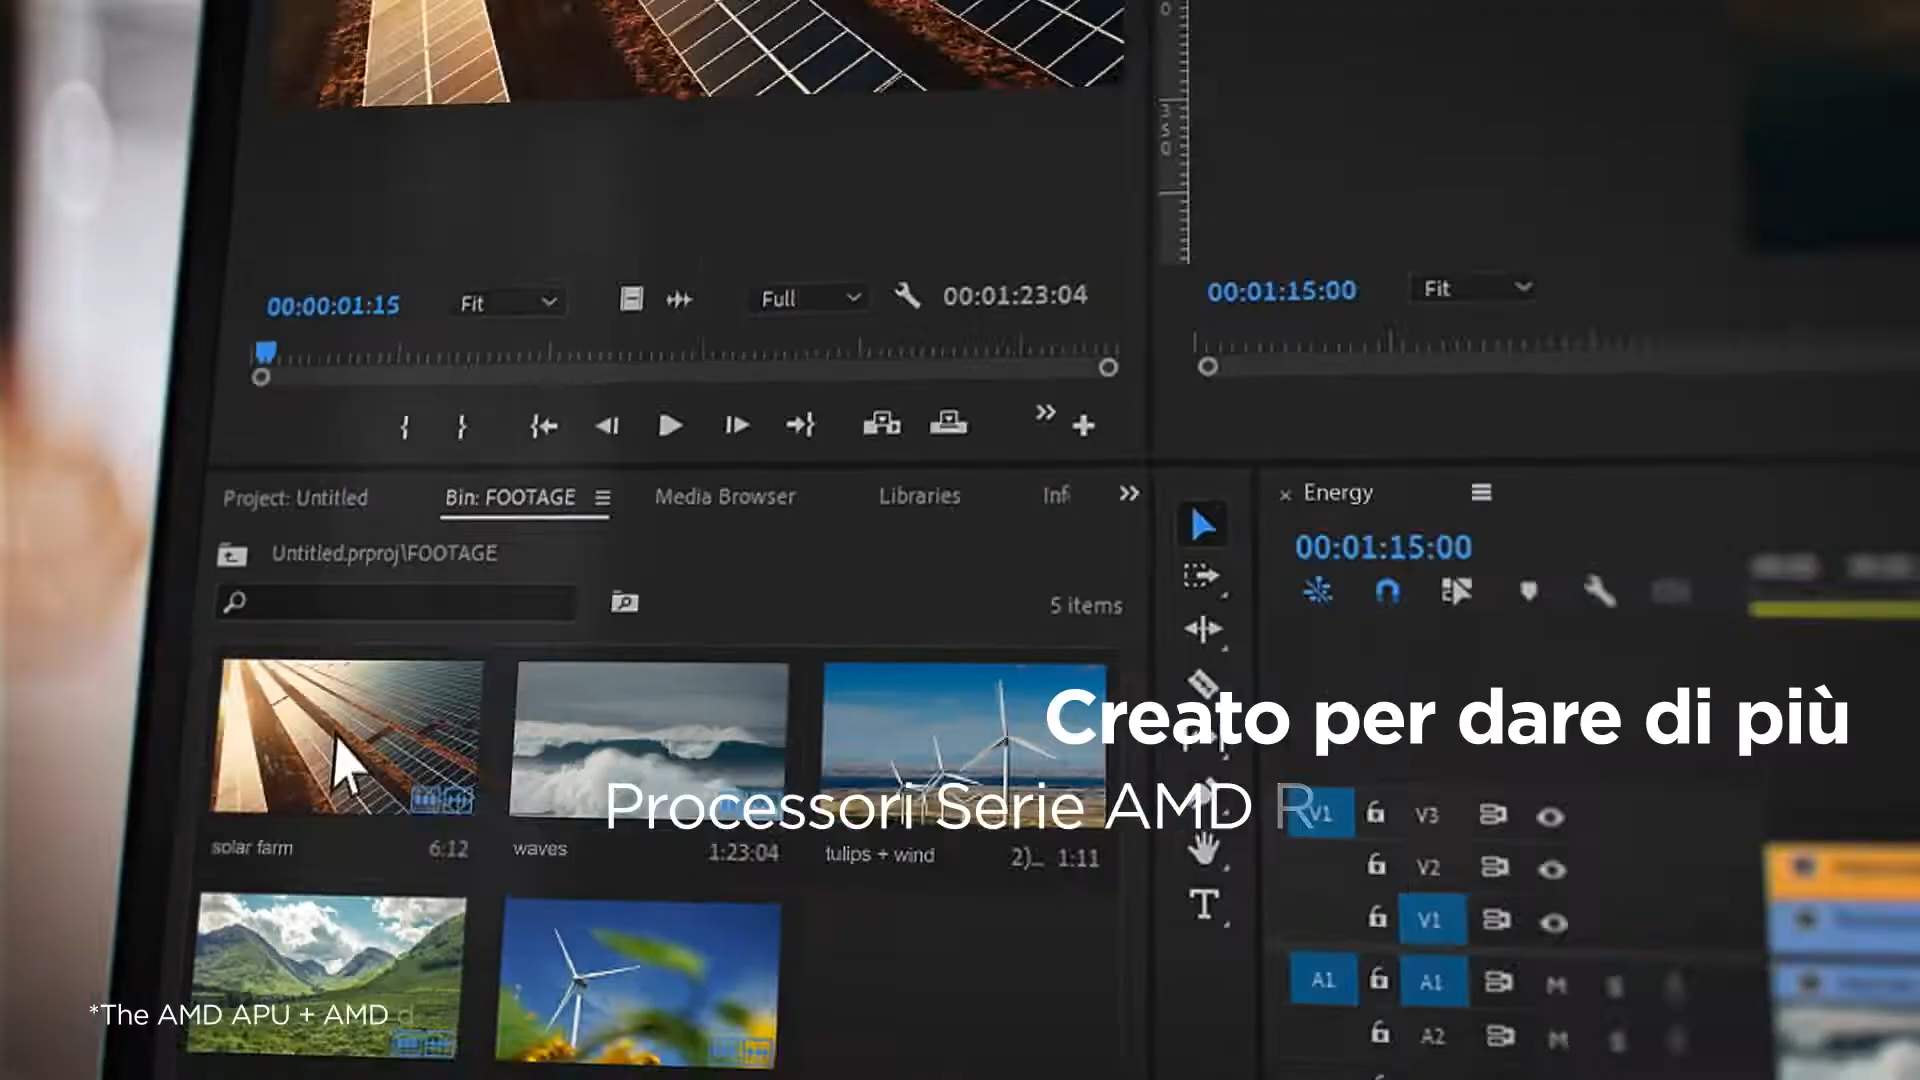 00:00:01:15 Fit Full 00:01:23:04
00:01:15:00 Fit
Project: Untitled Bin: FOOTAGE Media Browser Libraries Inf
Energy
00:01:15:00
Untitled.prproj\FOOTAGE
5 items
Creato per dare di più
Processori Serie AMD R
solar farm 6:12
waves 1:23:04
tulips + wind 2)... 1:11
V1 V3
V2
V1
A1 A1 M S
A2 M S
T
*The AMD APU + AMD d